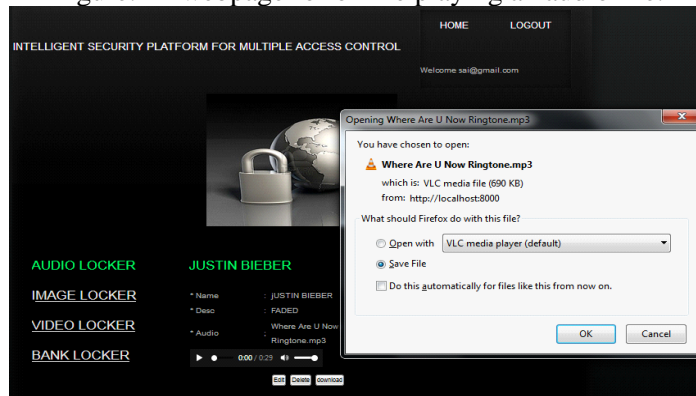 HOME LOGOUT
INTELLIGENT SECURITY PLATFORM FOR MULTIPLE ACCESS CONTROL
Welcome sai@gmail.com
Opening Where Are U Now Ringtone.mp3
You have chosen to open:
Where Are U Now Ringtone.mp3
which is: VLC media file (690 KB)
from: http://localhost:8000
What should Firefox do with this file?
Open with VLC media player (default)
Save File
Do this automatically for files like this from now on.
OK Cancel
AUDIO LOCKER
IMAGE LOCKER
VIDEO LOCKER
BANK LOCKER
JUSTIN BIEBER
* Name : jUSTIN BIEBER
* Desc : FADED
* Audio : Where Are U Now
Ringtone.mp3
0:00 / 0:29
Edit Delete download